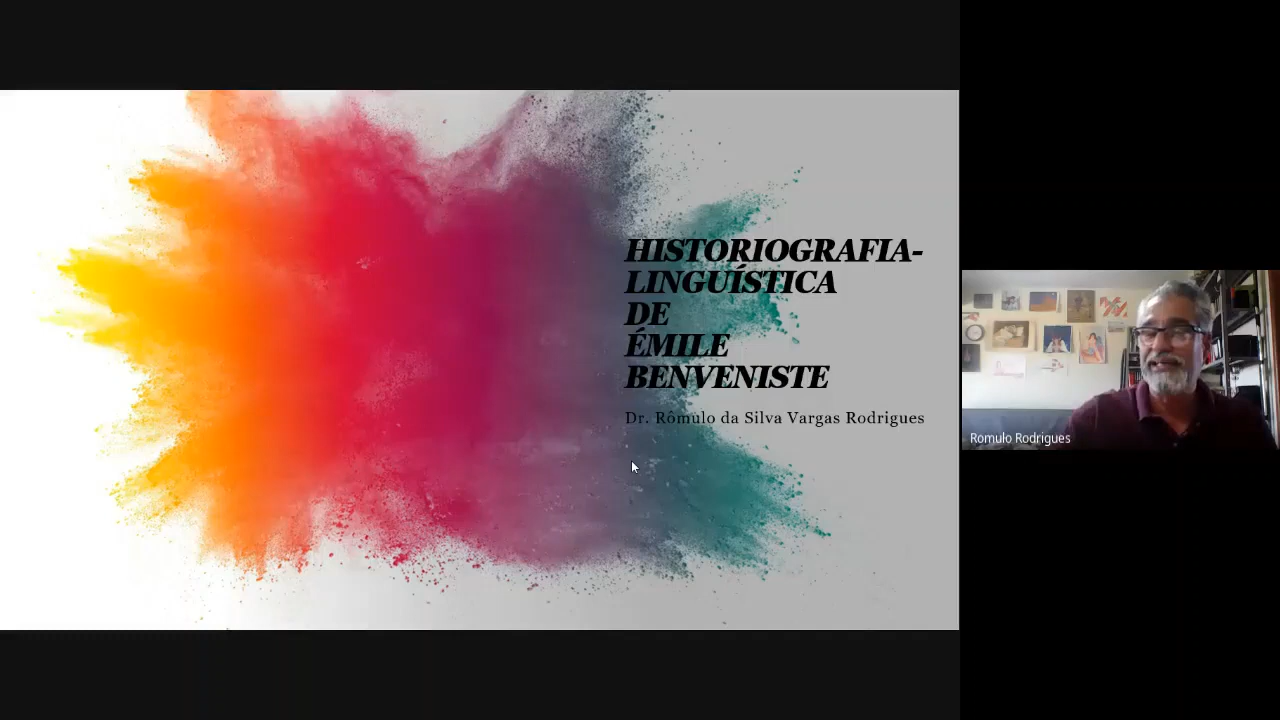 HISTORIOGRAFIA-
LINGUÍSTICA
DE
ÉMILE
BENVENISTE
Dr. Rômulo da Silva Vargas Rodrigues
Romulo Rodrigues